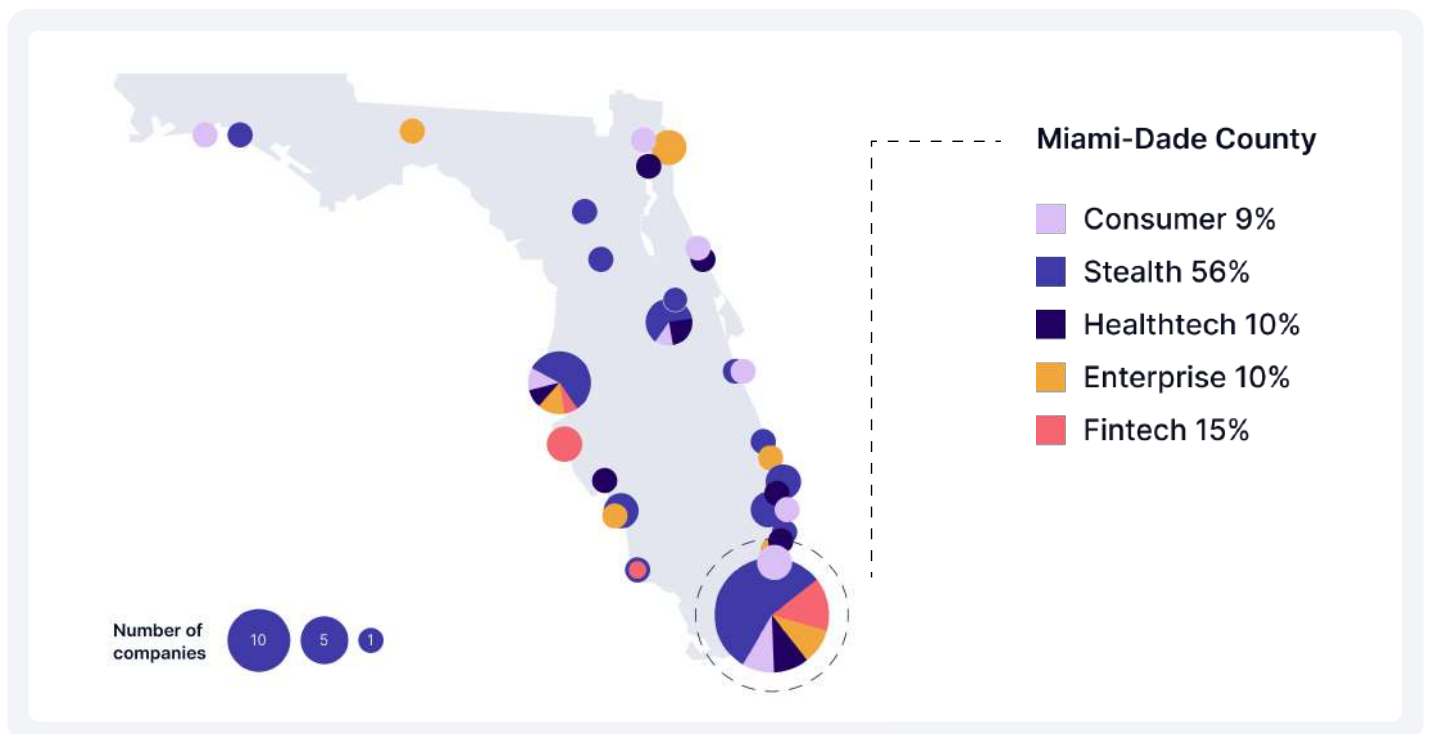 Miami-Dade County
Consumer 9%
Stealth 56%
Healthtech 10%
Enterprise 10%
Fintech 15%
Number of
companies
10
5
1